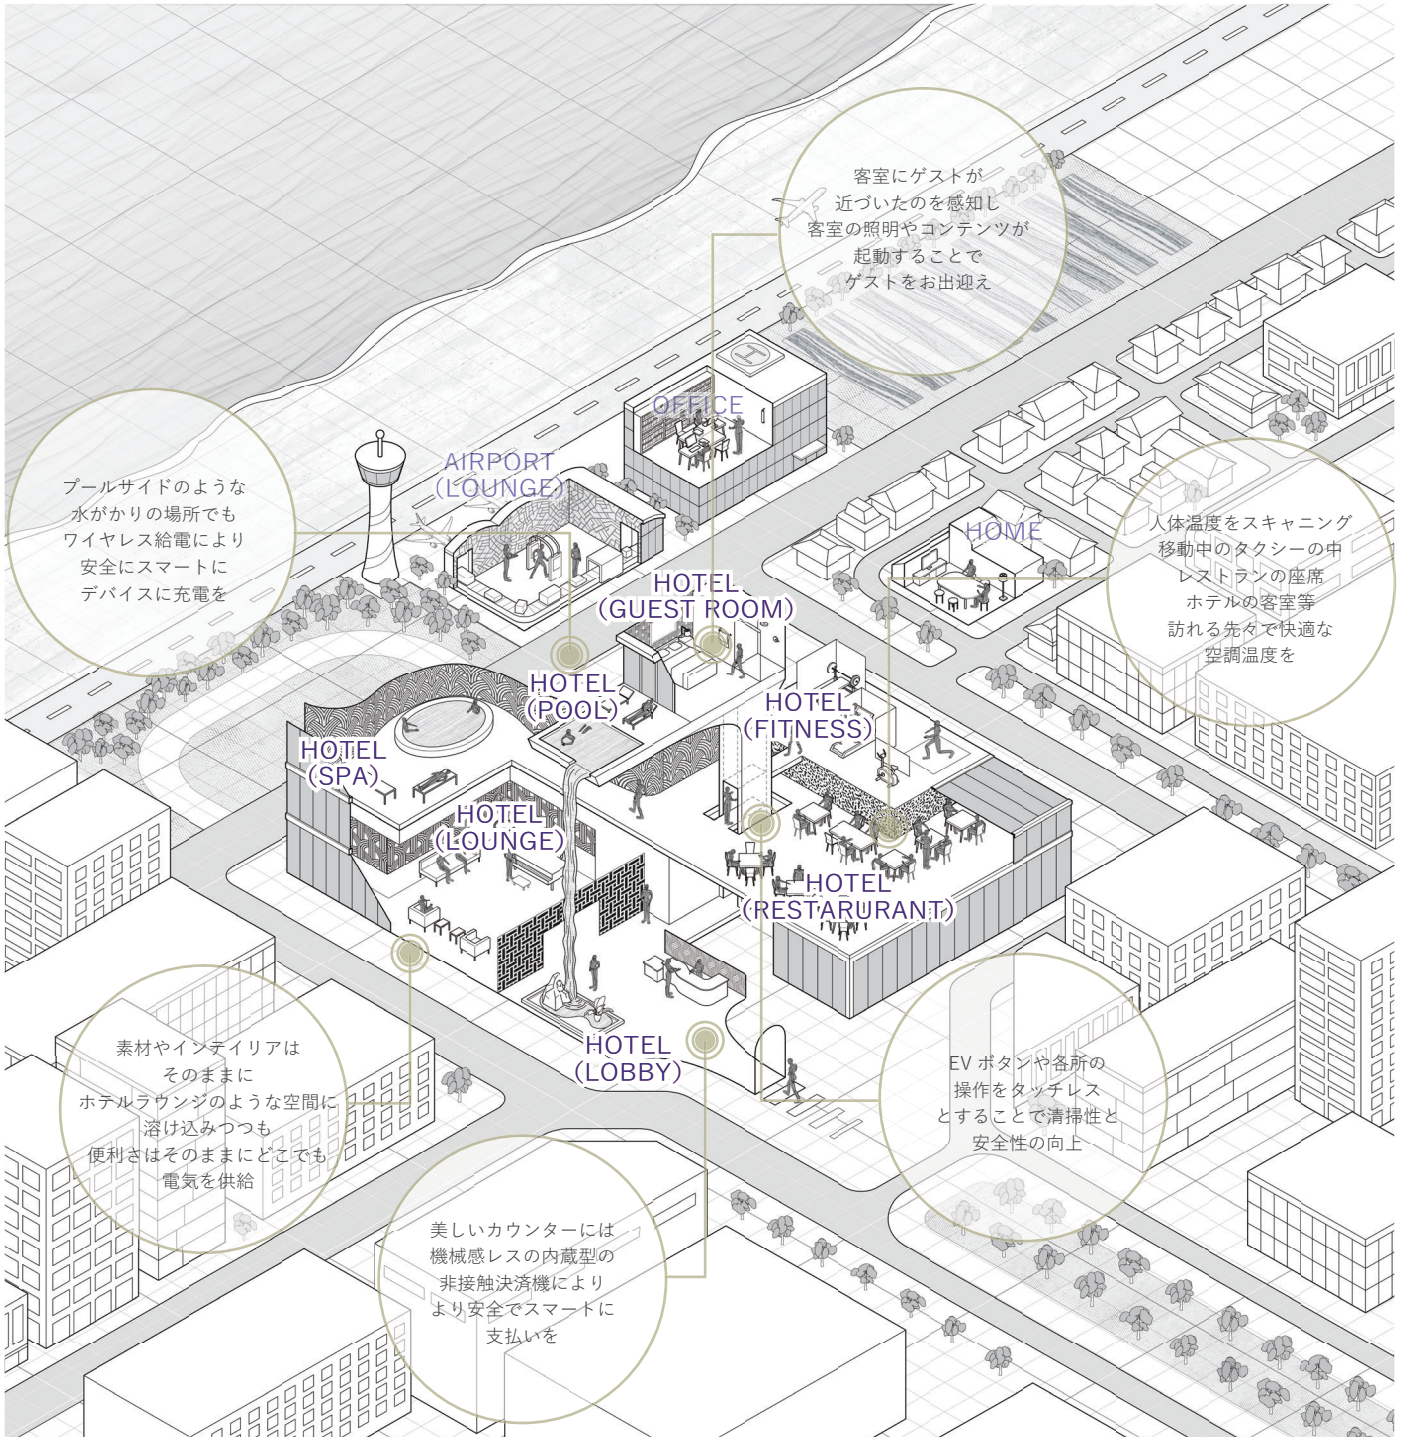 客室にゲストが
近づいたのを感知し
客室の照明やコンテンツが
起動することで
ゲストをお出迎え
OFFICE
AIRPORT
(LOUNGE)
プールサイドのような
水がかりの場所でも
ワイヤレス給電により
安全にスマートに
デバイスに充電を
HOME
人体温度をスキャニング
移動中のタクシーの中
レストランの座席
ホテルの客室等
訪れる先々で快適な
空調温度を
HOTEL
(GUEST ROOM)
HOTEL
(POOL)
HOTEL
(FITNESS)
HOTEL
(SPA)
HOTEL
(LOUNGE)
HOTEL
(RESTARURANT)
HOTEL
(LOBBY)
素材やインテイリアは
そのままに
ホテルラウンジのような空間に
溶け込みつつも
便利さはそのままにどこでも
電気を供給
EV ボタンや各所の
操作をタッチレス
とすることで清掃性と
安全性の向上
美しいカウンターには
機械感レスの内蔵型の
非接触決済機により
より安全でスマートに
支払いを
H